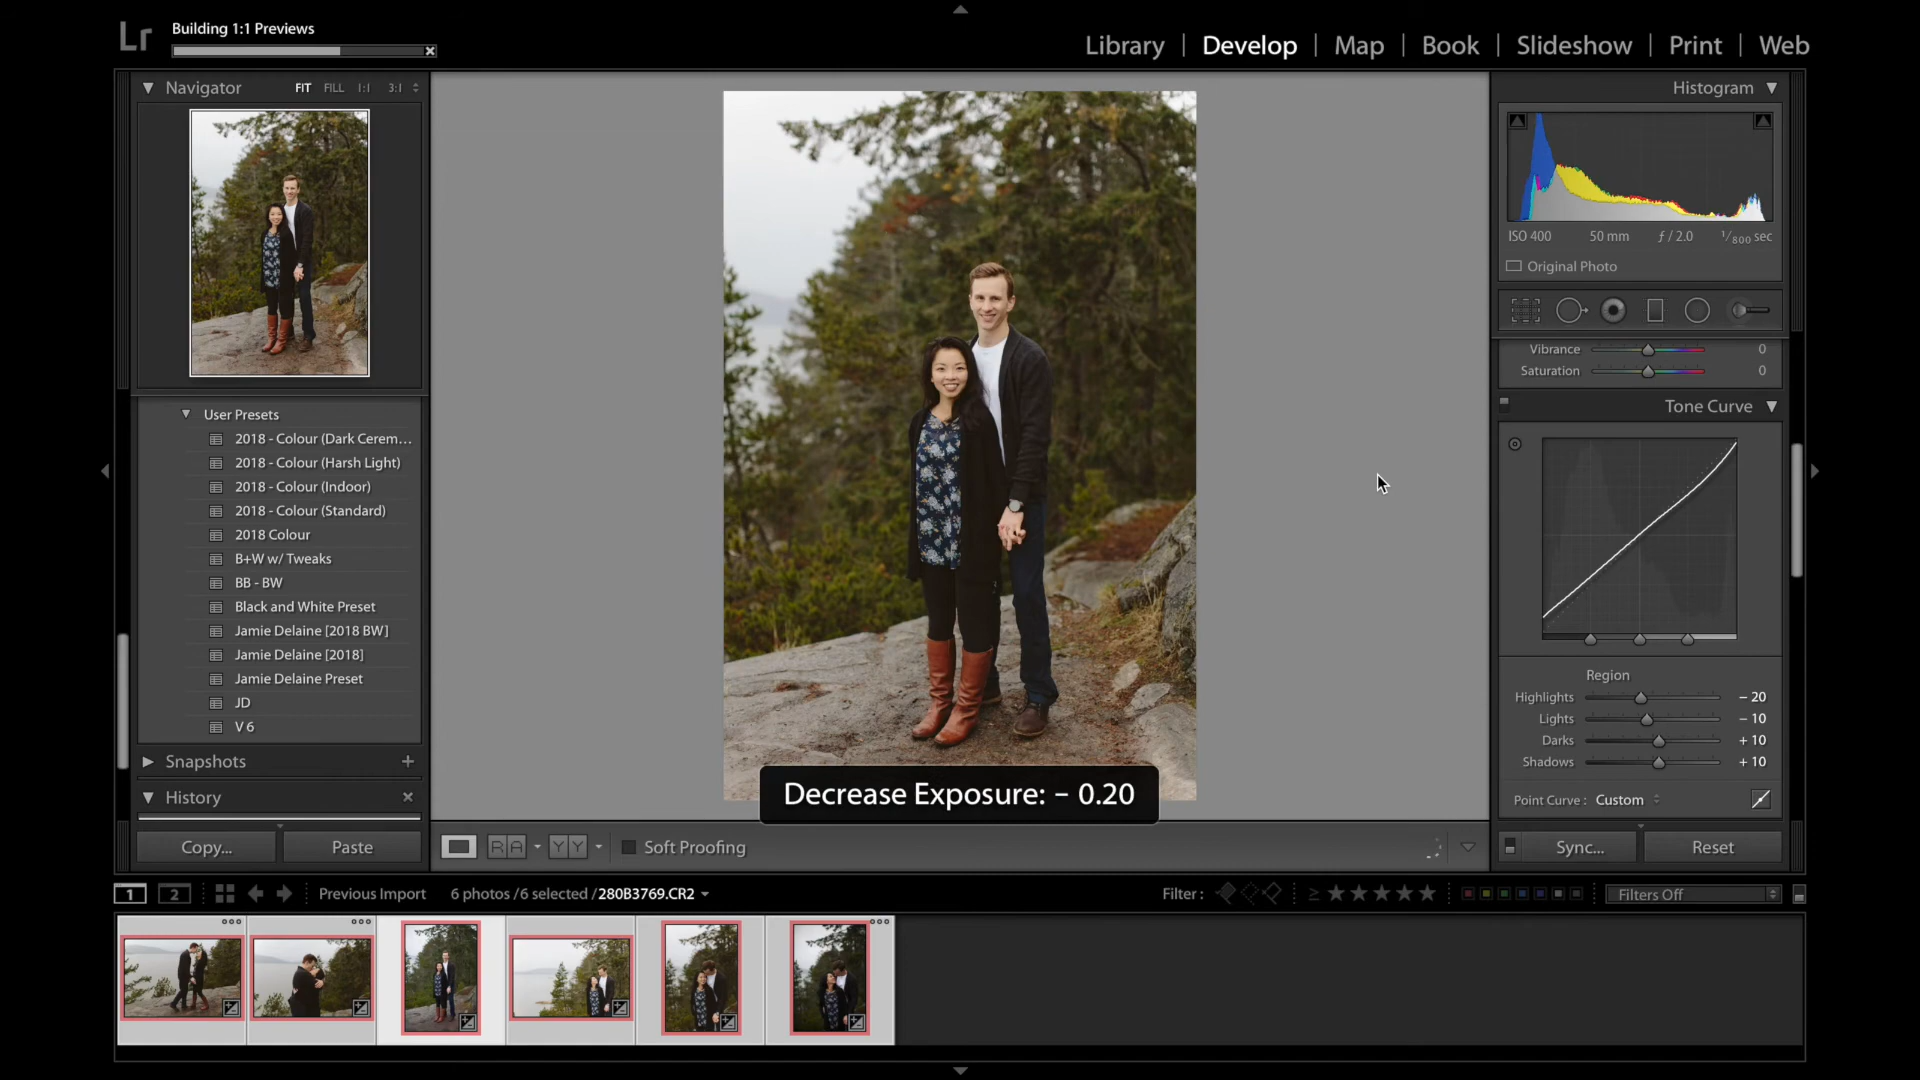 Lr
Building 1:1 Previews
Library | Develop | Map | Book | Slideshow | Print | Web
Navigator FIT FILL 1:1 3:1
Histogram
ISO 400 50 mm ƒ / 2.0 1/800 sec
Original Photo
Vibrance 0
Saturation 0
Tone Curve
User Presets
2018 - Colour (Dark Cerem...
2018 - Colour (Harsh Light)
2018 - Colour (Indoor)
2018 - Colour (Standard)
2018 Colour
B+W w/ Tweaks
BB - BW
Black and White Preset
Jamie Delaine [2018 BW]
Jamie Delaine [2018]
Jamie Delaine Preset
JD
V 6
Snapshots +
History ×
Region
Highlights – 20
Lights – 10
Darks + 10
Shadows + 10
Point Curve : Custom
Decrease Exposure: – 0.20
Copy... Paste
R A Y Y Soft Proofing
Sync... Reset
1 2 Previous Import 6 photos / 6 selected / 280B3769.CR2 Filter : ≥ ★ ★ ★ ★ ★ Filters Off